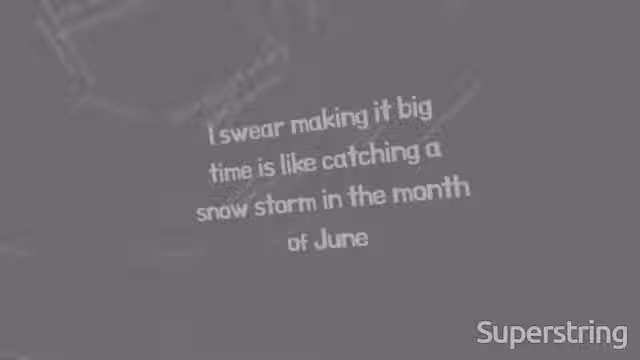 I swear making it big
time is like catching a
snow storm in the month
of June
Superstring